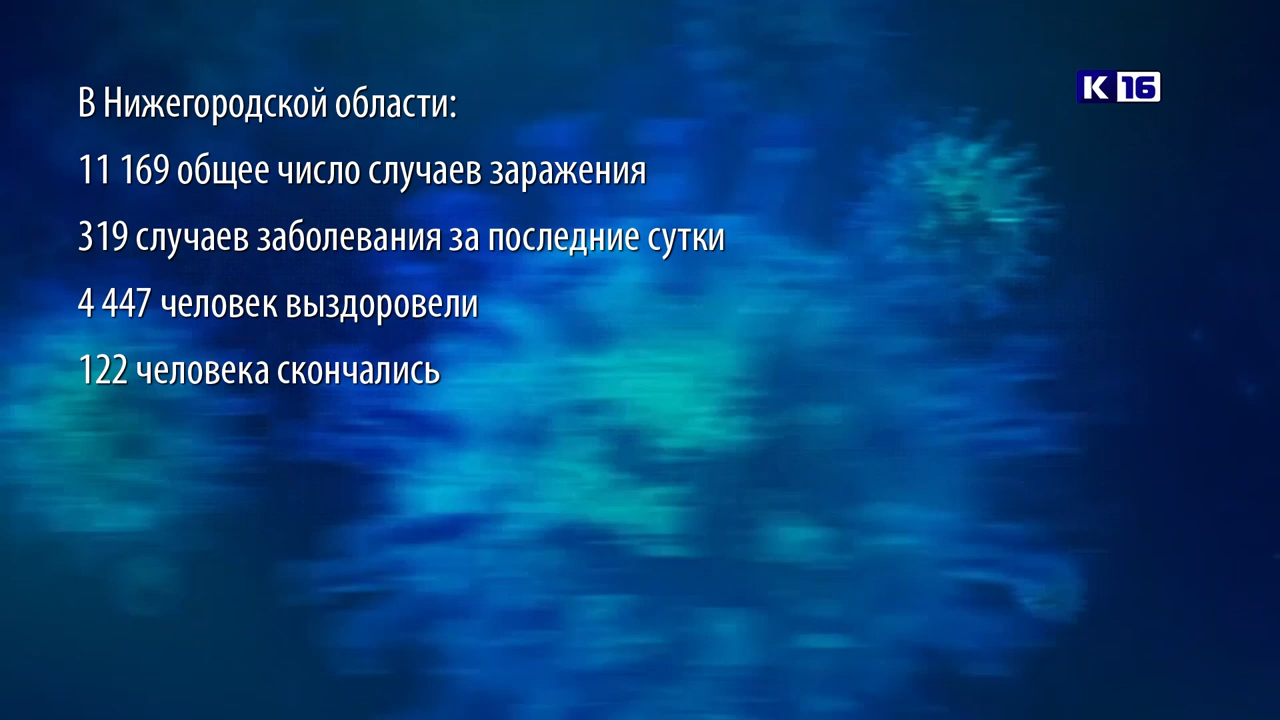 В Нижегородской области:
К 16
11 169 общее число случаев заражения
319 случаев заболевания за последние сутки
4 447 человек выздоровели
122 человека скончались